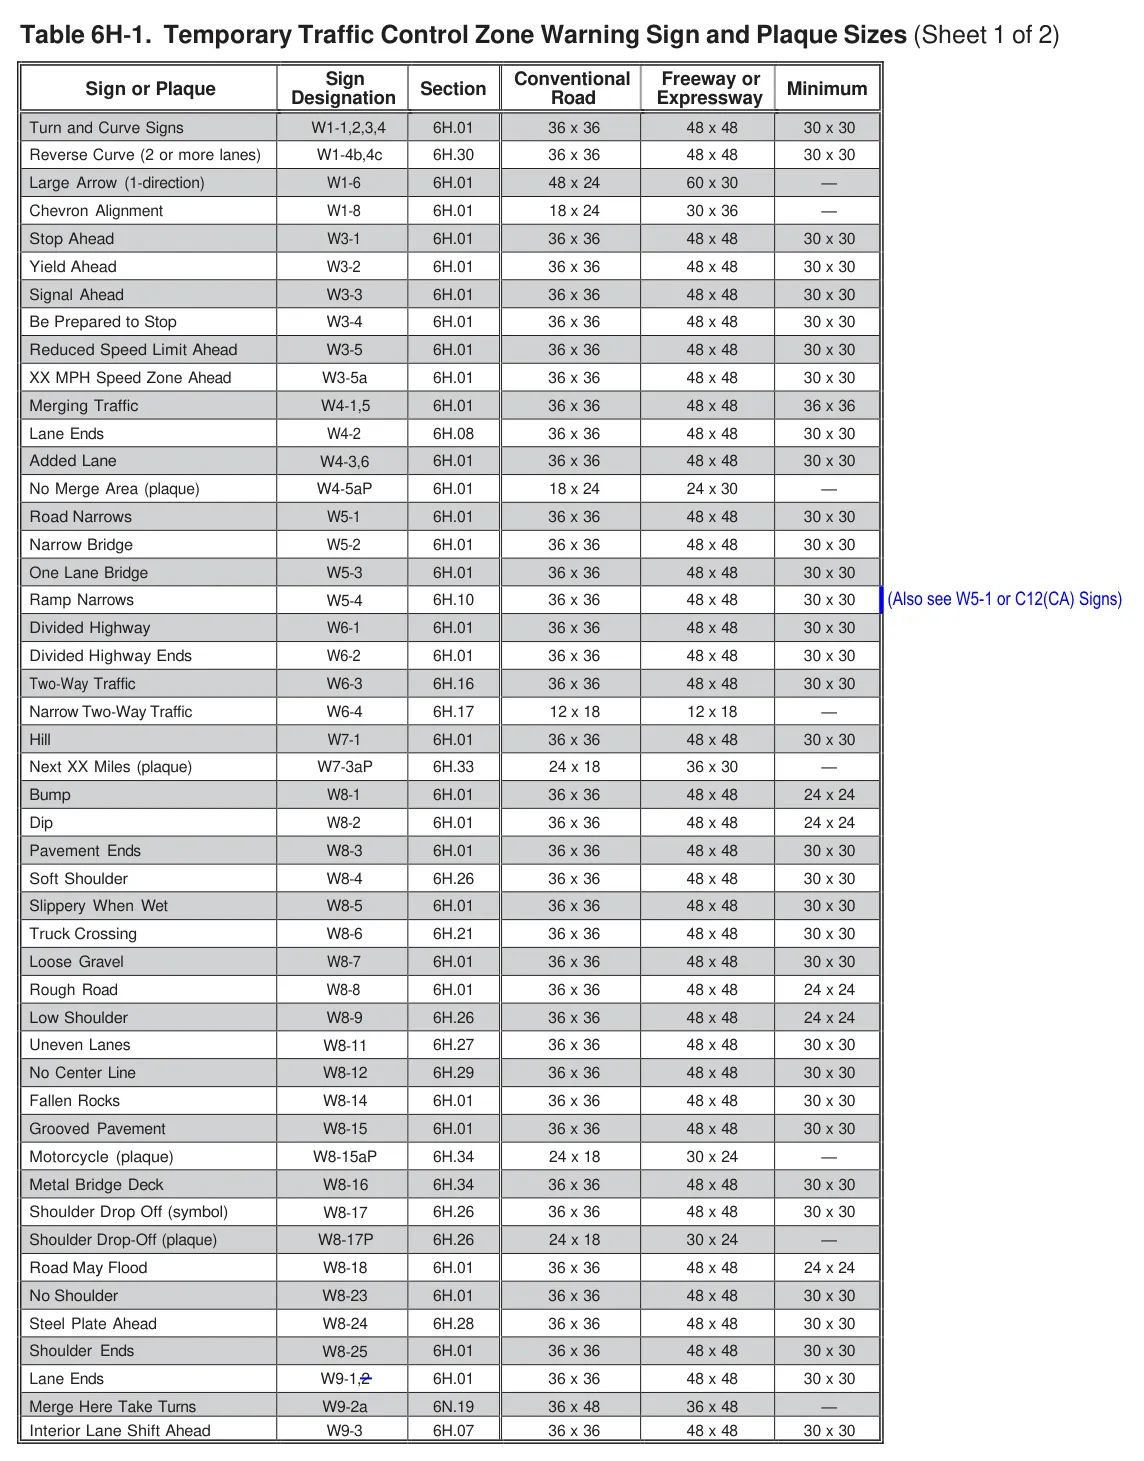 Table 6H-1. Temporary Traffic Control Zone Warning Sign and Plaque Sizes (Sheet 1 of 2)
Sign or Plaque Sign Designation Section Conventional Road Freeway or Expressway Minimum
Turn and Curve Signs W1-1,2,3,4 6H.01 36 x 36 48 x 48 30 x 30
Reverse Curve (2 or more lanes) W1-4b,4c 6H.30 36 x 36 48 x 48 30 x 30
Large Arrow (1-direction) W1-6 6H.01 48 x 24 60 x 30 —
Chevron Alignment W1-8 6H.01 18 x 24 30 x 36 —
Stop Ahead W3-1 6H.01 36 x 36 48 x 48 30 x 30
Yield Ahead W3-2 6H.01 36 x 36 48 x 48 30 x 30
Signal Ahead W3-3 6H.01 36 x 36 48 x 48 30 x 30
Be Prepared to Stop W3-4 6H.01 36 x 36 48 x 48 30 x 30
Reduced Speed Limit Ahead W3-5 6H.01 36 x 36 48 x 48 30 x 30
XX MPH Speed Zone Ahead W3-5a 6H.01 36 x 36 48 x 48 30 x 30
Merging Traffic W4-1,5 6H.01 36 x 36 48 x 48 36 x 36
Lane Ends W4-2 6H.08 36 x 36 48 x 48 30 x 30
Added Lane W4-3,6 6H.01 36 x 36 48 x 48 30 x 30
No Merge Area (plaque) W4-5aP 6H.01 18 x 24 24 x 30 —
Road Narrows W5-1 6H.01 36 x 36 48 x 48 30 x 30
Narrow Bridge W5-2 6H.01 36 x 36 48 x 48 30 x 30
One Lane Bridge W5-3 6H.01 36 x 36 48 x 48 30 x 30
Ramp Narrows W5-4 6H.10 36 x 36 48 x 48 30 x 30 (Also see W5-1 or C12(CA) Signs)
Divided Highway W6-1 6H.01 36 x 36 48 x 48 30 x 30
Divided Highway Ends W6-2 6H.01 36 x 36 48 x 48 30 x 30
Two-Way Traffic W6-3 6H.16 36 x 36 48 x 48 30 x 30
Narrow Two-Way Traffic W6-4 6H.17 12 x 18 12 x 18 —
Hill W7-1 6H.01 36 x 36 48 x 48 30 x 30
Next XX Miles (plaque) W7-3aP 6H.33 24 x 18 36 x 30 —
Bump W8-1 6H.01 36 x 36 48 x 48 24 x 24
Dip W8-2 6H.01 36 x 36 48 x 48 24 x 24
Pavement Ends W8-3 6H.01 36 x 36 48 x 48 30 x 30
Soft Shoulder W8-4 6H.26 36 x 36 48 x 48 30 x 30
Slippery When Wet W8-5 6H.01 36 x 36 48 x 48 30 x 30
Truck Crossing W8-6 6H.21 36 x 36 48 x 48 30 x 30
Loose Gravel W8-7 6H.01 36 x 36 48 x 48 30 x 30
Rough Road W8-8 6H.01 36 x 36 48 x 48 24 x 24
Low Shoulder W8-9 6H.26 36 x 36 48 x 48 24 x 24
Uneven Lanes W8-11 6H.27 36 x 36 48 x 48 30 x 30
No Center Line W8-12 6H.29 36 x 36 48 x 48 30 x 30
Fallen Rocks W8-14 6H.01 36 x 36 48 x 48 30 x 30
Grooved Pavement W8-15 6H.01 36 x 36 48 x 48 30 x 30
Motorcycle (plaque) W8-15aP 6H.34 24 x 18 30 x 24 —
Metal Bridge Deck W8-16 6H.34 36 x 36 48 x 48 30 x 30
Shoulder Drop Off (symbol) W8-17 6H.26 36 x 36 48 x 48 30 x 30
Shoulder Drop-Off (plaque) W8-17P 6H.26 24 x 18 30 x 24 —
Road May Flood W8-18 6H.01 36 x 36 48 x 48 24 x 24
No Shoulder W8-23 6H.01 36 x 36 48 x 48 30 x 30
Steel Plate Ahead W8-24 6H.28 36 x 36 48 x 48 30 x 30
Shoulder Ends W8-25 6H.01 36 x 36 48 x 48 30 x 30
Lane Ends W9-1,2 6H.01 36 x 36 48 x 48 30 x 30
Merge Here Take Turns W9-2a 6N.19 36 x 48 36 x 48 —
Interior Lane Shift Ahead W9-3 6H.07 36 x 36 48 x 48 30 x 30